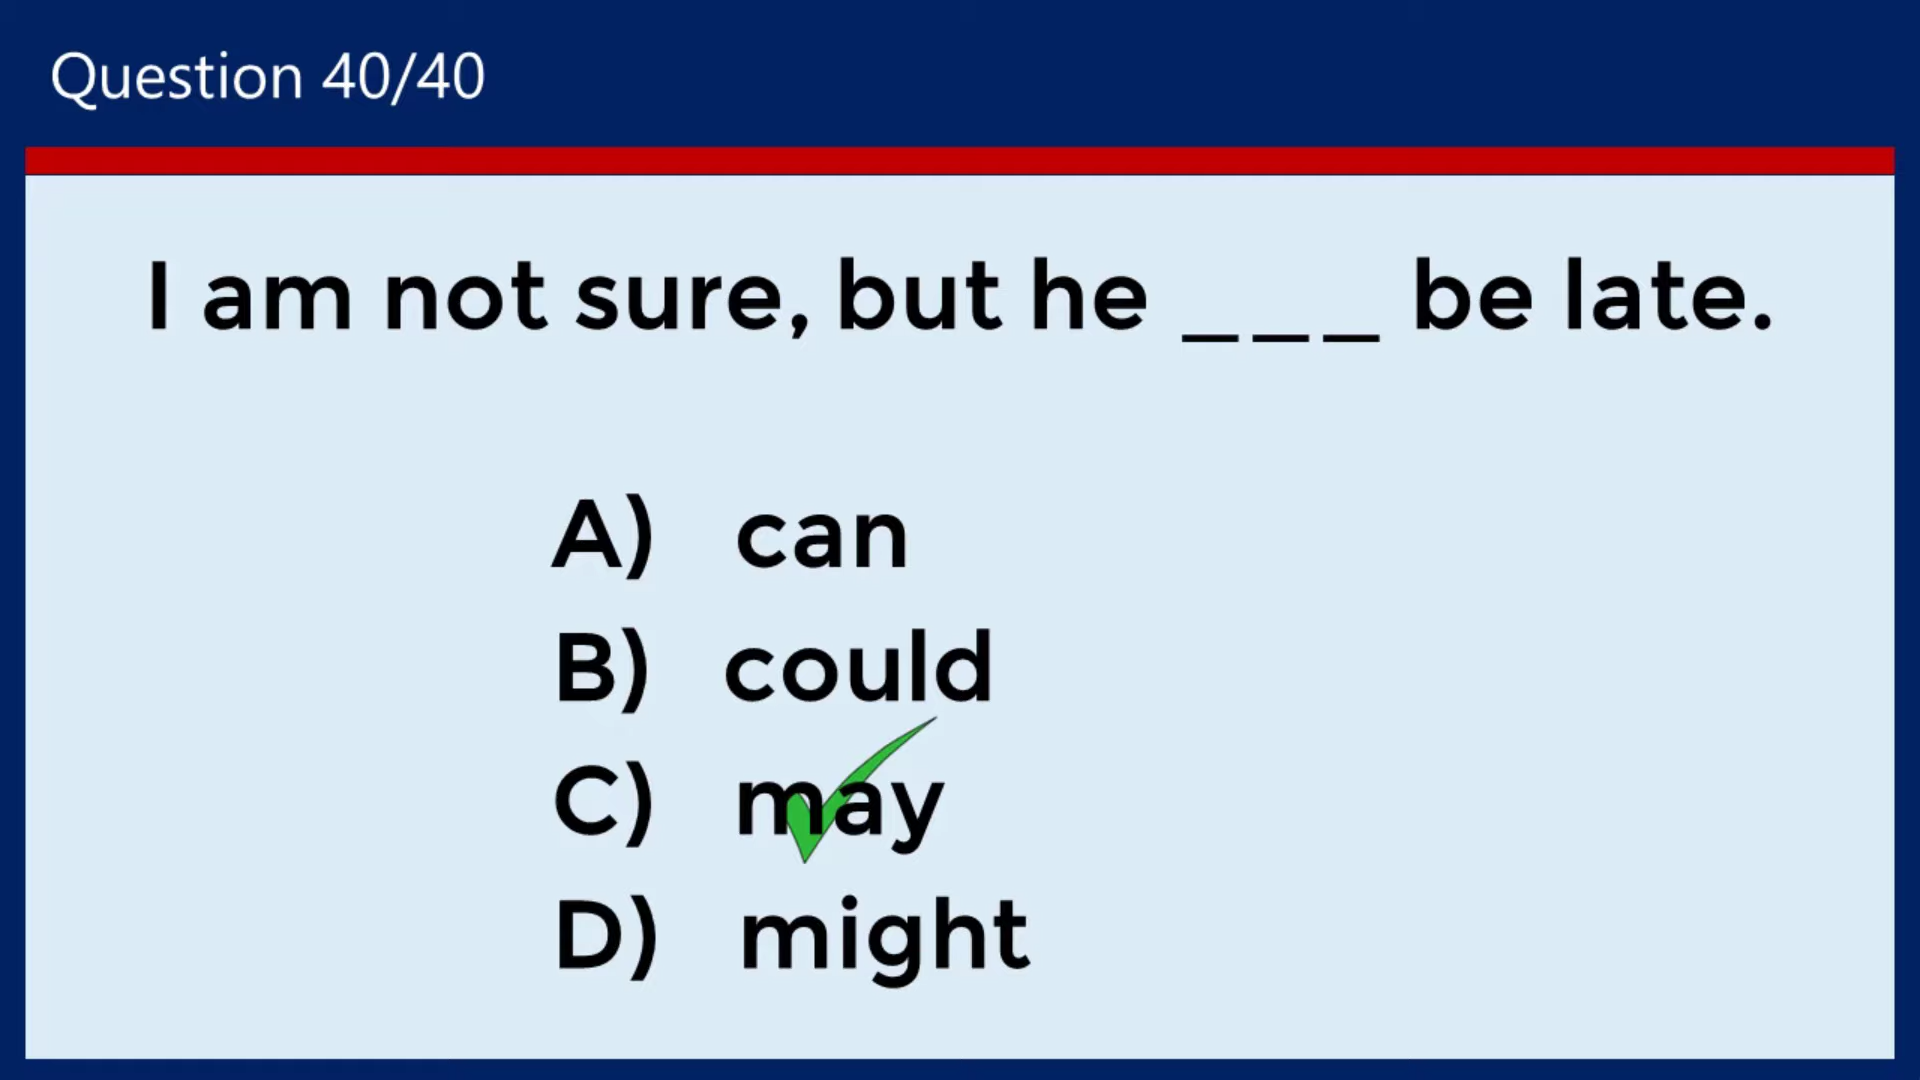 Question 40/40
I am not sure, but he ___ be late.
A) can
B) could
C) may
D) might